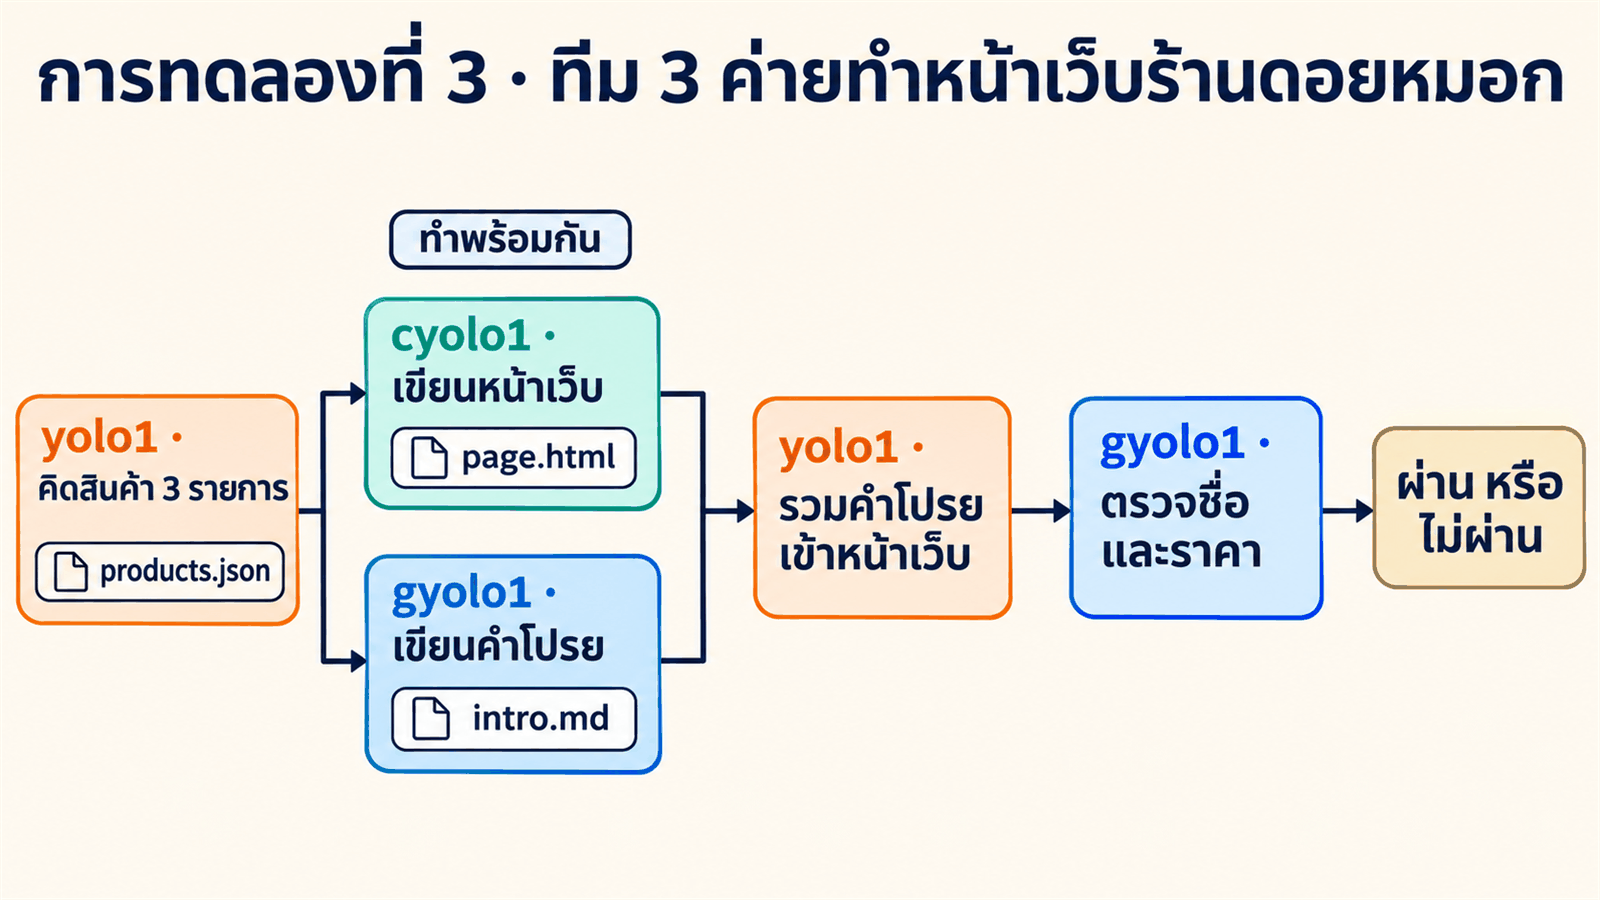 การทดลองที่ 3 · ทีม 3 ค่ายทำหน้าเว็บร้านดอยหมอก
ทำพร้อมกัน
yolo1 ·
คิดสินค้า 3 รายการ
products.json
cyolo1 ·
เขียนหน้าเว็บ
page.html
gyolo1 ·
เขียนคำโปรย
intro.md
yolo1 ·
รวมคำโปรย
เข้าหน้าเว็บ
gyolo1 ·
ตรวจชื่อ
และราคา
ผ่าน หรือ
ไม่ผ่าน